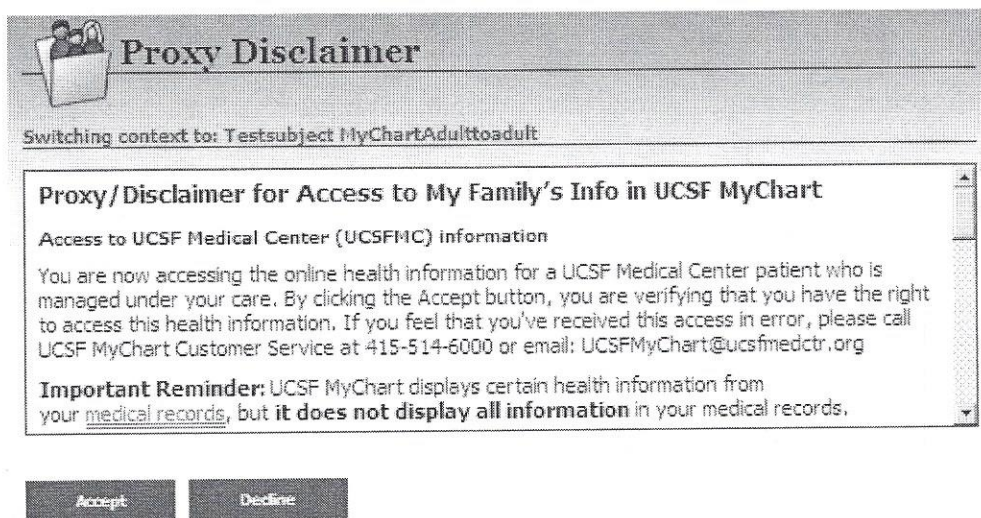 Proxy Disclaimer
Switching context to: Testsubject MyChartAdulttoadult
Proxy/Disclaimer for Access to My Family's Info in UCSF MyChart
Access to UCSF Medical Center (UCSFMC) information
You are now accessing the online health information for a UCSF Medical Center patient who is
managed under your care. By clicking the Accept button, you are verifying that you have the right
to access this health information. If you feel that you've received this access in error, please call
UCSF MyChart Customer Service at 415-514-6000 or email: UCSFMyChart@ucsfmedctr.org
Important Reminder: UCSF MyChart displays certain health information from
your medical records, but it does not display all information in your medical records.
Accept Decline